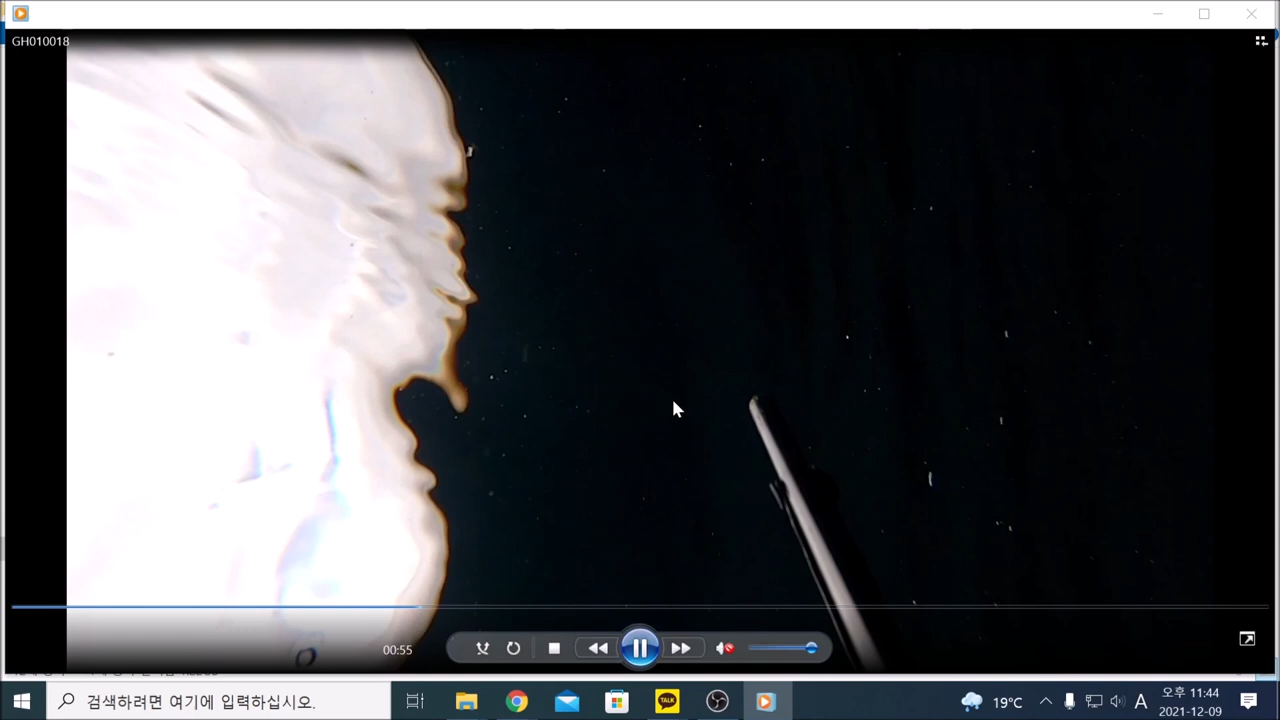 GH010018
00:55
TALK
검색하려면 여기에 입력하십시오.
19°C
A
오후 11:44
2021-12-09